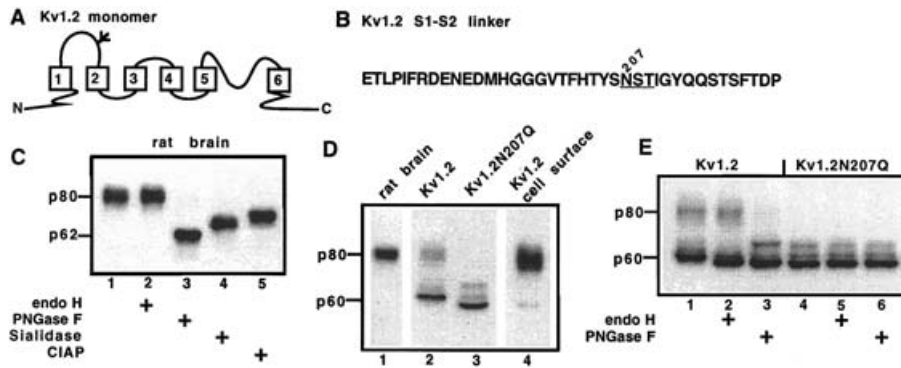 A
Kv1.2 monomer
1 2 3 4 5 6
N C
B Kv1.2 S1-S2 linker
207
ETLPIFRDENEDMHGGGVTFHTYSNSTIGYQQSTSFTDP
C
rat brain
p80
p62
1 2 3 4 5
endo H +
PNGase F +
Sialidase +
CIAP +
D
rat brain
Kv1.2
Kv1.2N207Q
Kv1.2
cell surface
p80
p60
1 2 3 4
E
Kv1.2 Kv1.2N207Q
p80
p60
1 2 3 4 5 6
endo H + +
PNGase F + +